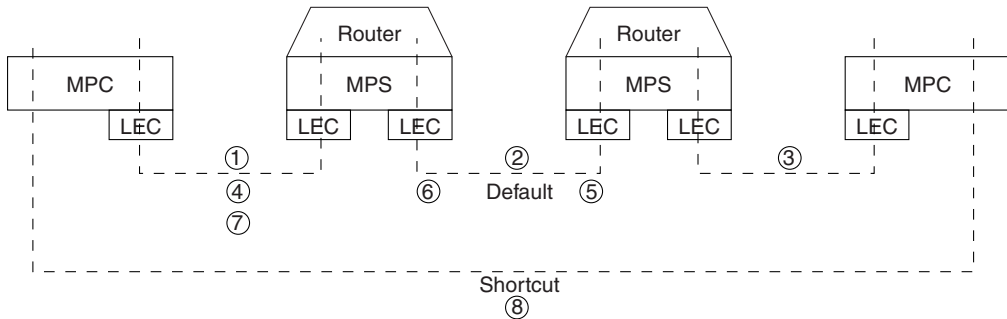 Router Router
MPC MPS MPS MPC
LEC LEC LEC LEC LEC LEC
① ② ③
④ ⑥ Default ⑤
⑦
Shortcut
⑧